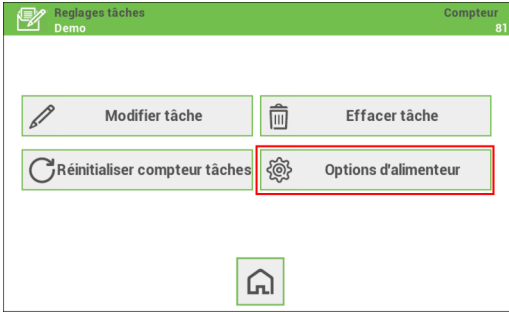 Reglages tâches
Compteur
Demo
81
Modifier tâche
Effacer tâche
Réinitialiser compteur tâches
Options d'alimenteur